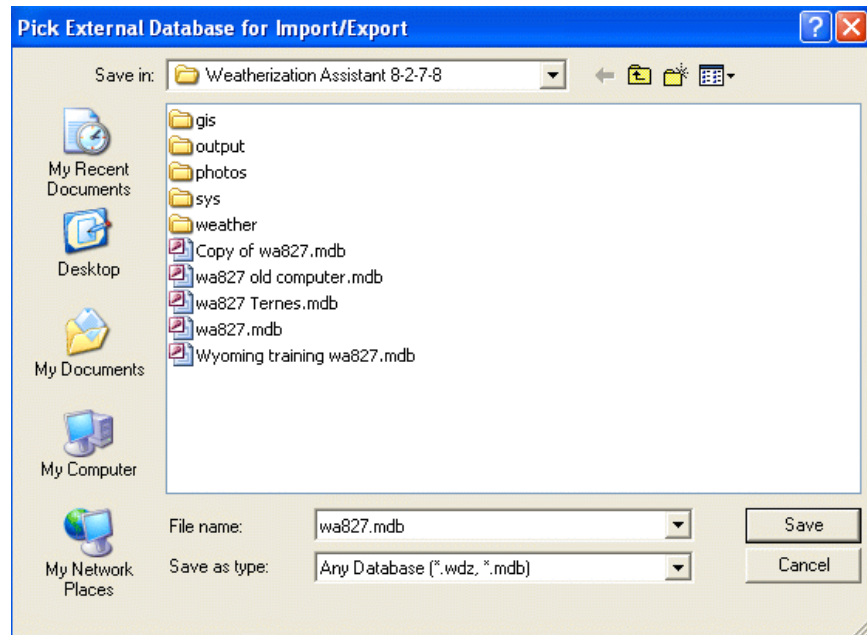 Pick External Database for Import/Export
Save in:
Weatherization Assistant 8-2-7-8
My Recent
Documents
Desktop
My Documents
My Computer
My Network
Places
gis
output
photos
sys
weather
Copy of wa827.mdb
wa827 old computer.mdb
wa827 Ternes.mdb
wa827.mdb
Wyoming training wa827.mdb
File name:
wa827.mdb
Save
Save as type:
Any Database (*.wdz, *.mdb)
Cancel